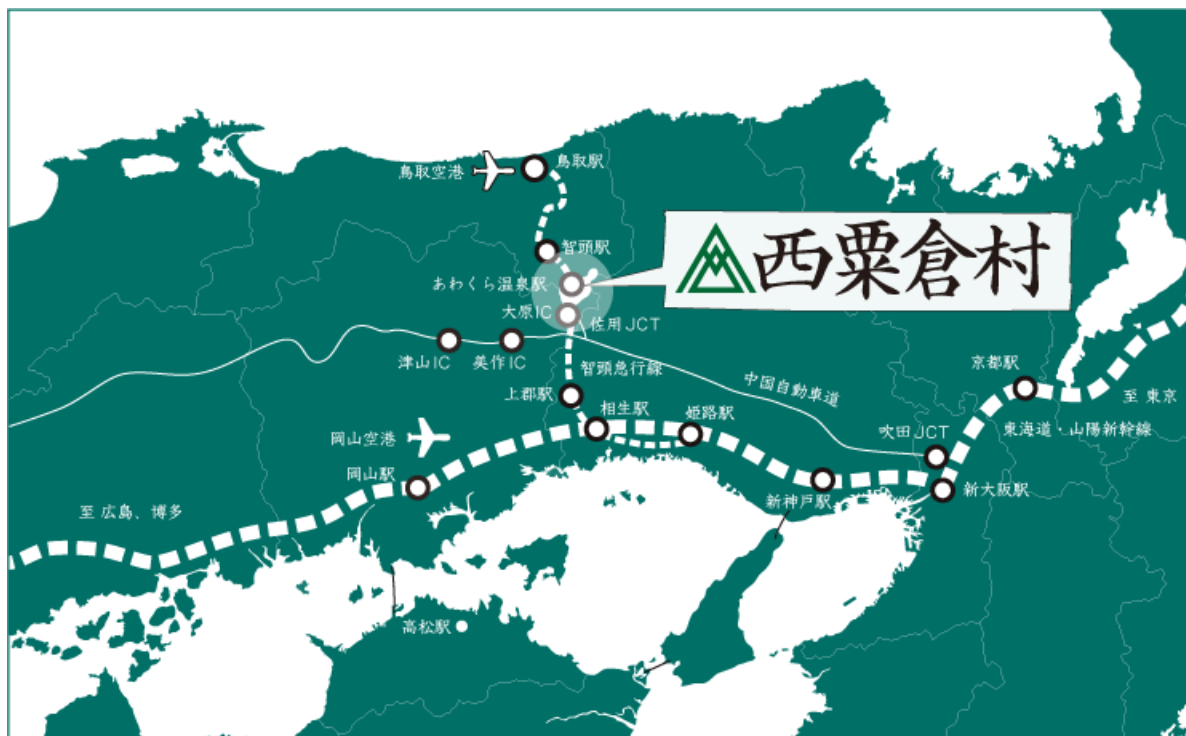 鳥取駅
鳥取空港
智頭駅
西粟倉村
あわくら温泉駅
大原IC
佐用JCT
津山IC
美作IC
智頭急行線
中国自動車道
京都駅
至 東京
上郡駅
相生駅
姫路駅
吹田JCT
東海道・山陽新幹線
岡山空港
岡山駅
新神戸駅
新大阪駅
至 広島、博多
高松駅